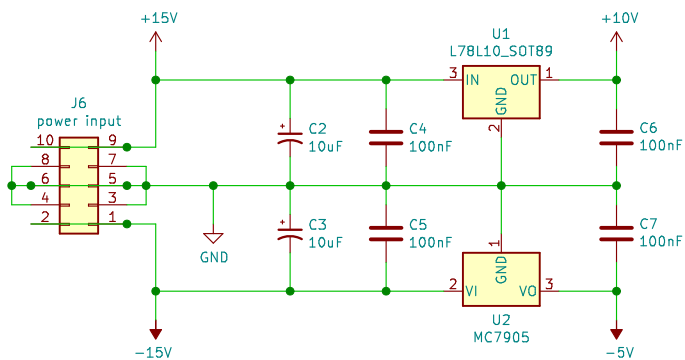 +15V
+10V
U1
L78L10_SOT89
3 IN OUT 1
GND
2
J6
power input
10 9
8 7
6 5
4 3
2 1
+ C2
10uF
C4
100nF
C6
100nF
+ C3
10uF
C5
100nF
C7
100nF
GND
1
GND
2 VI VO 3
U2
MC7905
-15V
-5V